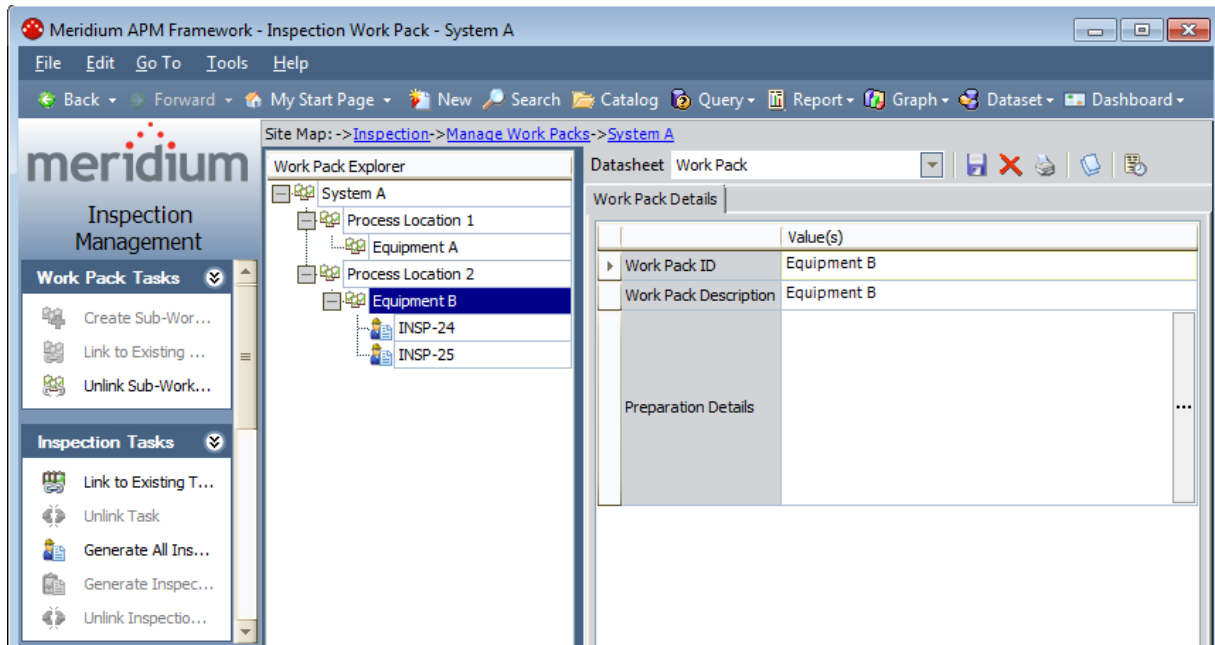 Meridium APM Framework - Inspection Work Pack - System A
File Edit Go To Tools Help
Back Forward My Start Page New Search Catalog Query Report Graph Dataset Dashboard
Site Map: ->Inspection->Manage Work Packs->System A
meridium
Inspection
Management
Work Pack Tasks
Create Sub-Wor...
Link to Existing ...
Unlink Sub-Work...
Inspection Tasks
Link to Existing T...
Unlink Task
Generate All Ins...
Generate Inspec...
Unlink Inspectio...
Work Pack Explorer
System A
Process Location 1
Equipment A
Process Location 2
Equipment B
INSP-24
INSP-25
Datasheet Work Pack
Work Pack Details
Value(s)
Work Pack ID Equipment B
Work Pack Description Equipment B
Preparation Details ...